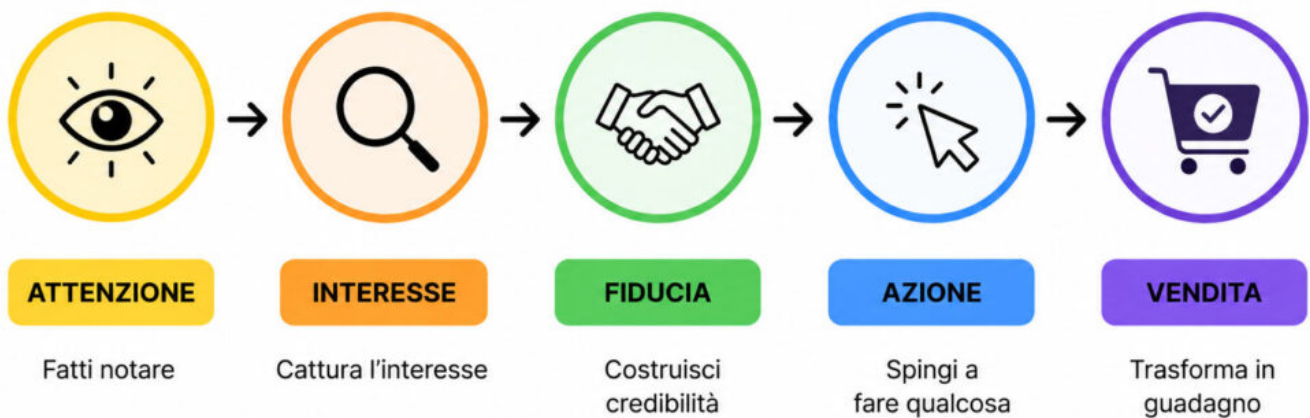 ATTENZIONE
INTERESSE
FIDUCIA
AZIONE
VENDITA
Fatti notare
Cattura l'interesse
Costruisci
credibilità
Spingi a
fare qualcosa
Trasforma in
guadagno